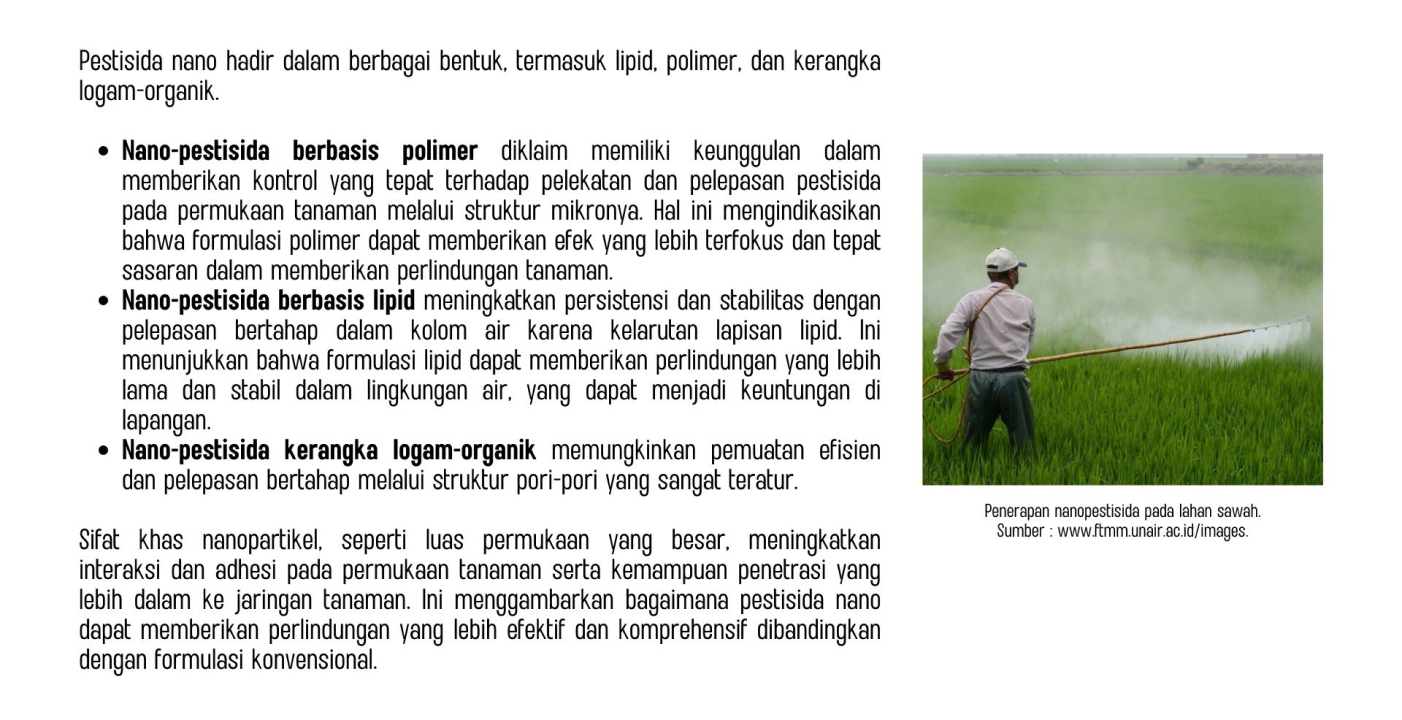 Pestisida nano hadir dalam berbagai bentuk, termasuk lipid, polimer, dan kerangka
logam-organik.
• Nano-pestisida berbasis polimer diklaim memiliki keunggulan dalam
memberikan kontrol yang tepat terhadap pelekatan dan pelepasan pestisida
pada permukaan tanaman melalui struktur mikronya. Hal ini mengindikasikan
bahwa formulasi polimer dapat memberikan efek yang lebih terfokus dan tepat
sasaran dalam memberikan perlindungan tanaman.
• Nano-pestisida berbasis lipid meningkatkan persistensi dan stabilitas dengan
pelepasan bertahap dalam kolom air karena kelarutan lapisan lipid. Ini
menunjukkan bahwa formulasi lipid dapat memberikan perlindungan yang lebih
lama dan stabil dalam lingkungan air, yang dapat menjadi keuntungan di
lapangan.
• Nano-pestisida kerangka logam-organik memungkinkan pemuatan efisien
dan pelepasan bertahap melalui struktur pori-pori yang sangat teratur.
Sifat khas nanopartikel, seperti luas permukaan yang besar, meningkatkan
interaksi dan adhesi pada permukaan tanaman serta kemampuan penetrasi yang
lebih dalam ke jaringan tanaman. Ini menggambarkan bagaimana pestisida nano
dapat memberikan perlindungan yang lebih efektif dan komprehensif dibandingkan
dengan formulasi konvensional.
Penerapan nanopestisida pada lahan sawah.
Sumber : www.ftmm.unair.ac.id/images.